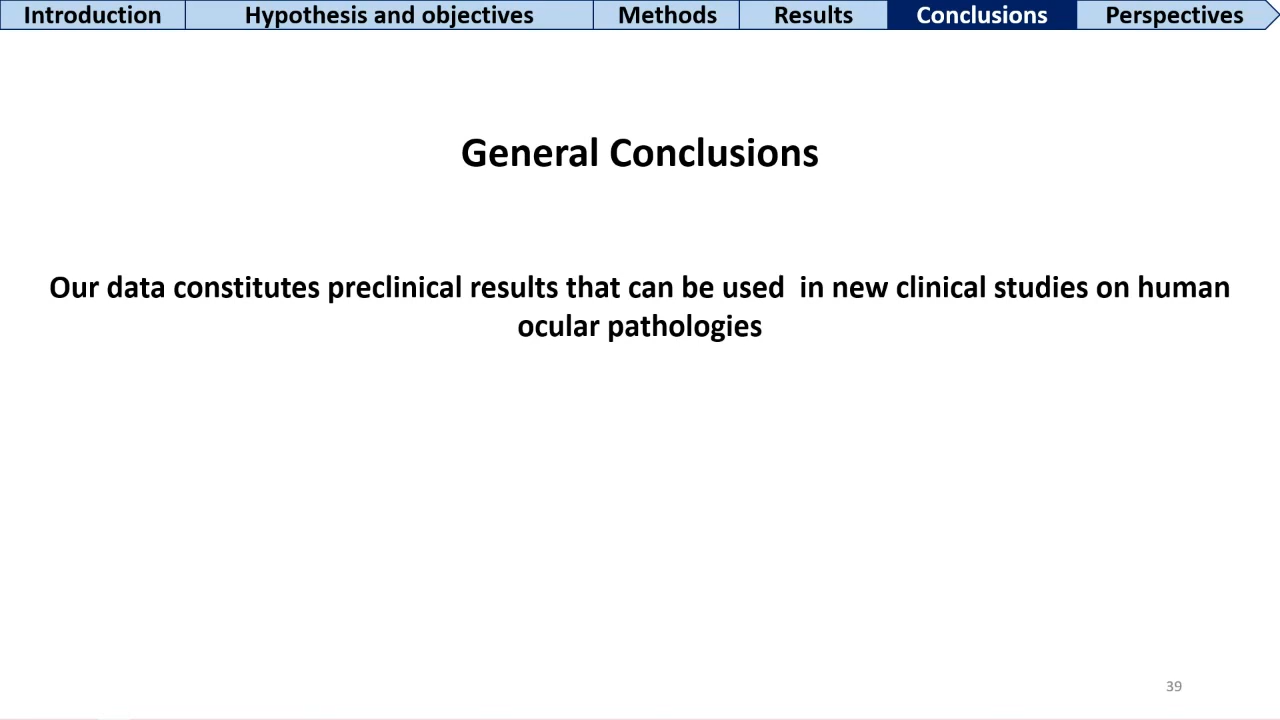 Introduction Hypothesis and objectives Methods Results Conclusions Perspectives
General Conclusions
Our data constitutes preclinical results that can be used  in new clinical studies on human
ocular pathologies
39